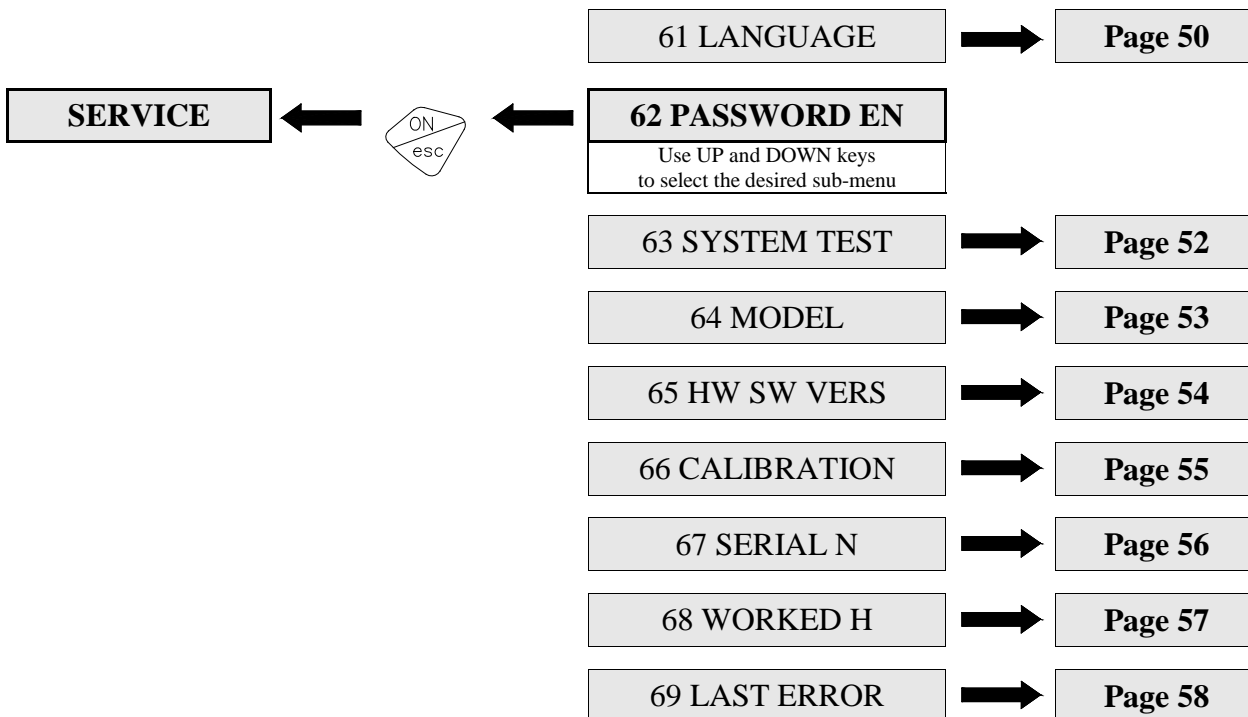 61 LANGUAGE
Page 50
SERVICE
ON
esc
62 PASSWORD EN
Use UP and DOWN keys
to select the desired sub-menu
63 SYSTEM TEST
Page 52
64 MODEL
Page 53
65 HW SW VERS
Page 54
66 CALIBRATION
Page 55
67 SERIAL N
Page 56
68 WORKED H
Page 57
69 LAST ERROR
Page 58